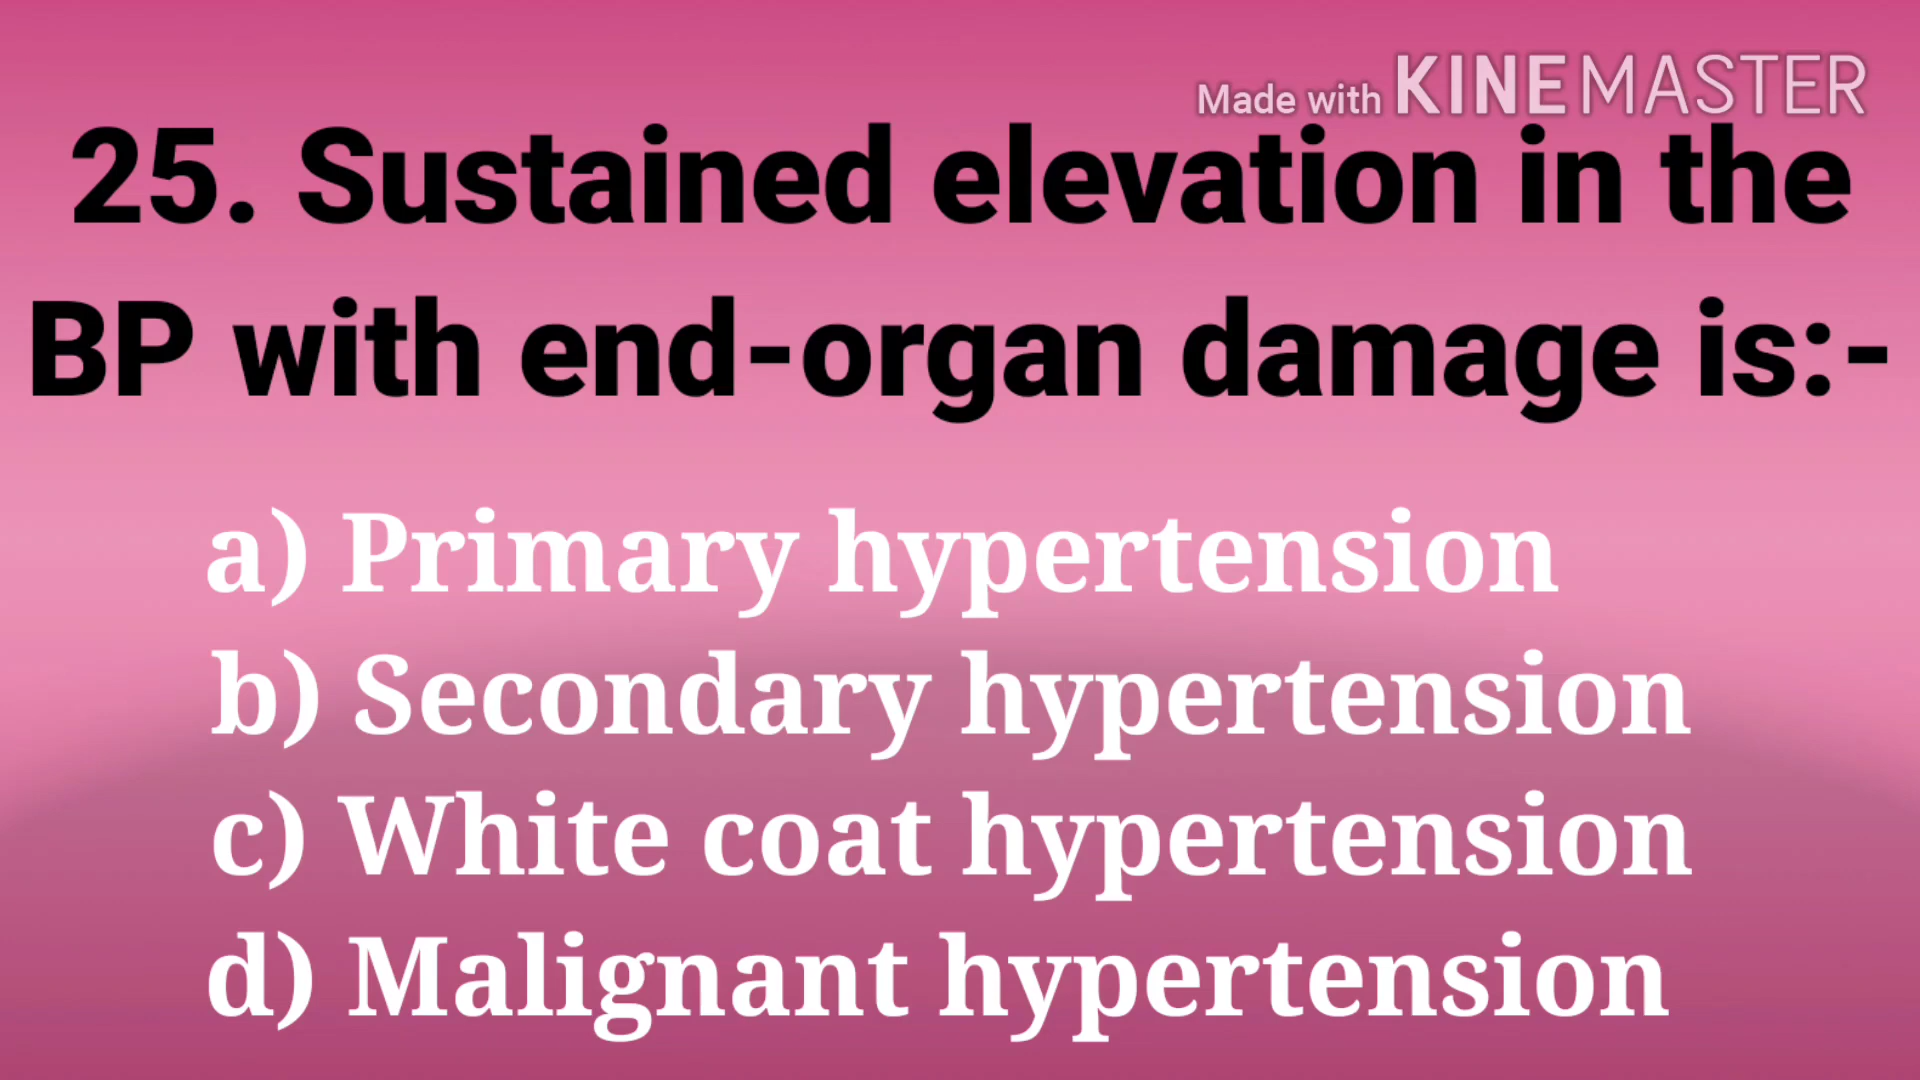 Made with KINEMASTER
25. Sustained elevation in the
BP with end-organ damage is:-
a) Primary hypertension
b) Secondary hypertension
c) White coat hypertension
d) Malignant hypertension